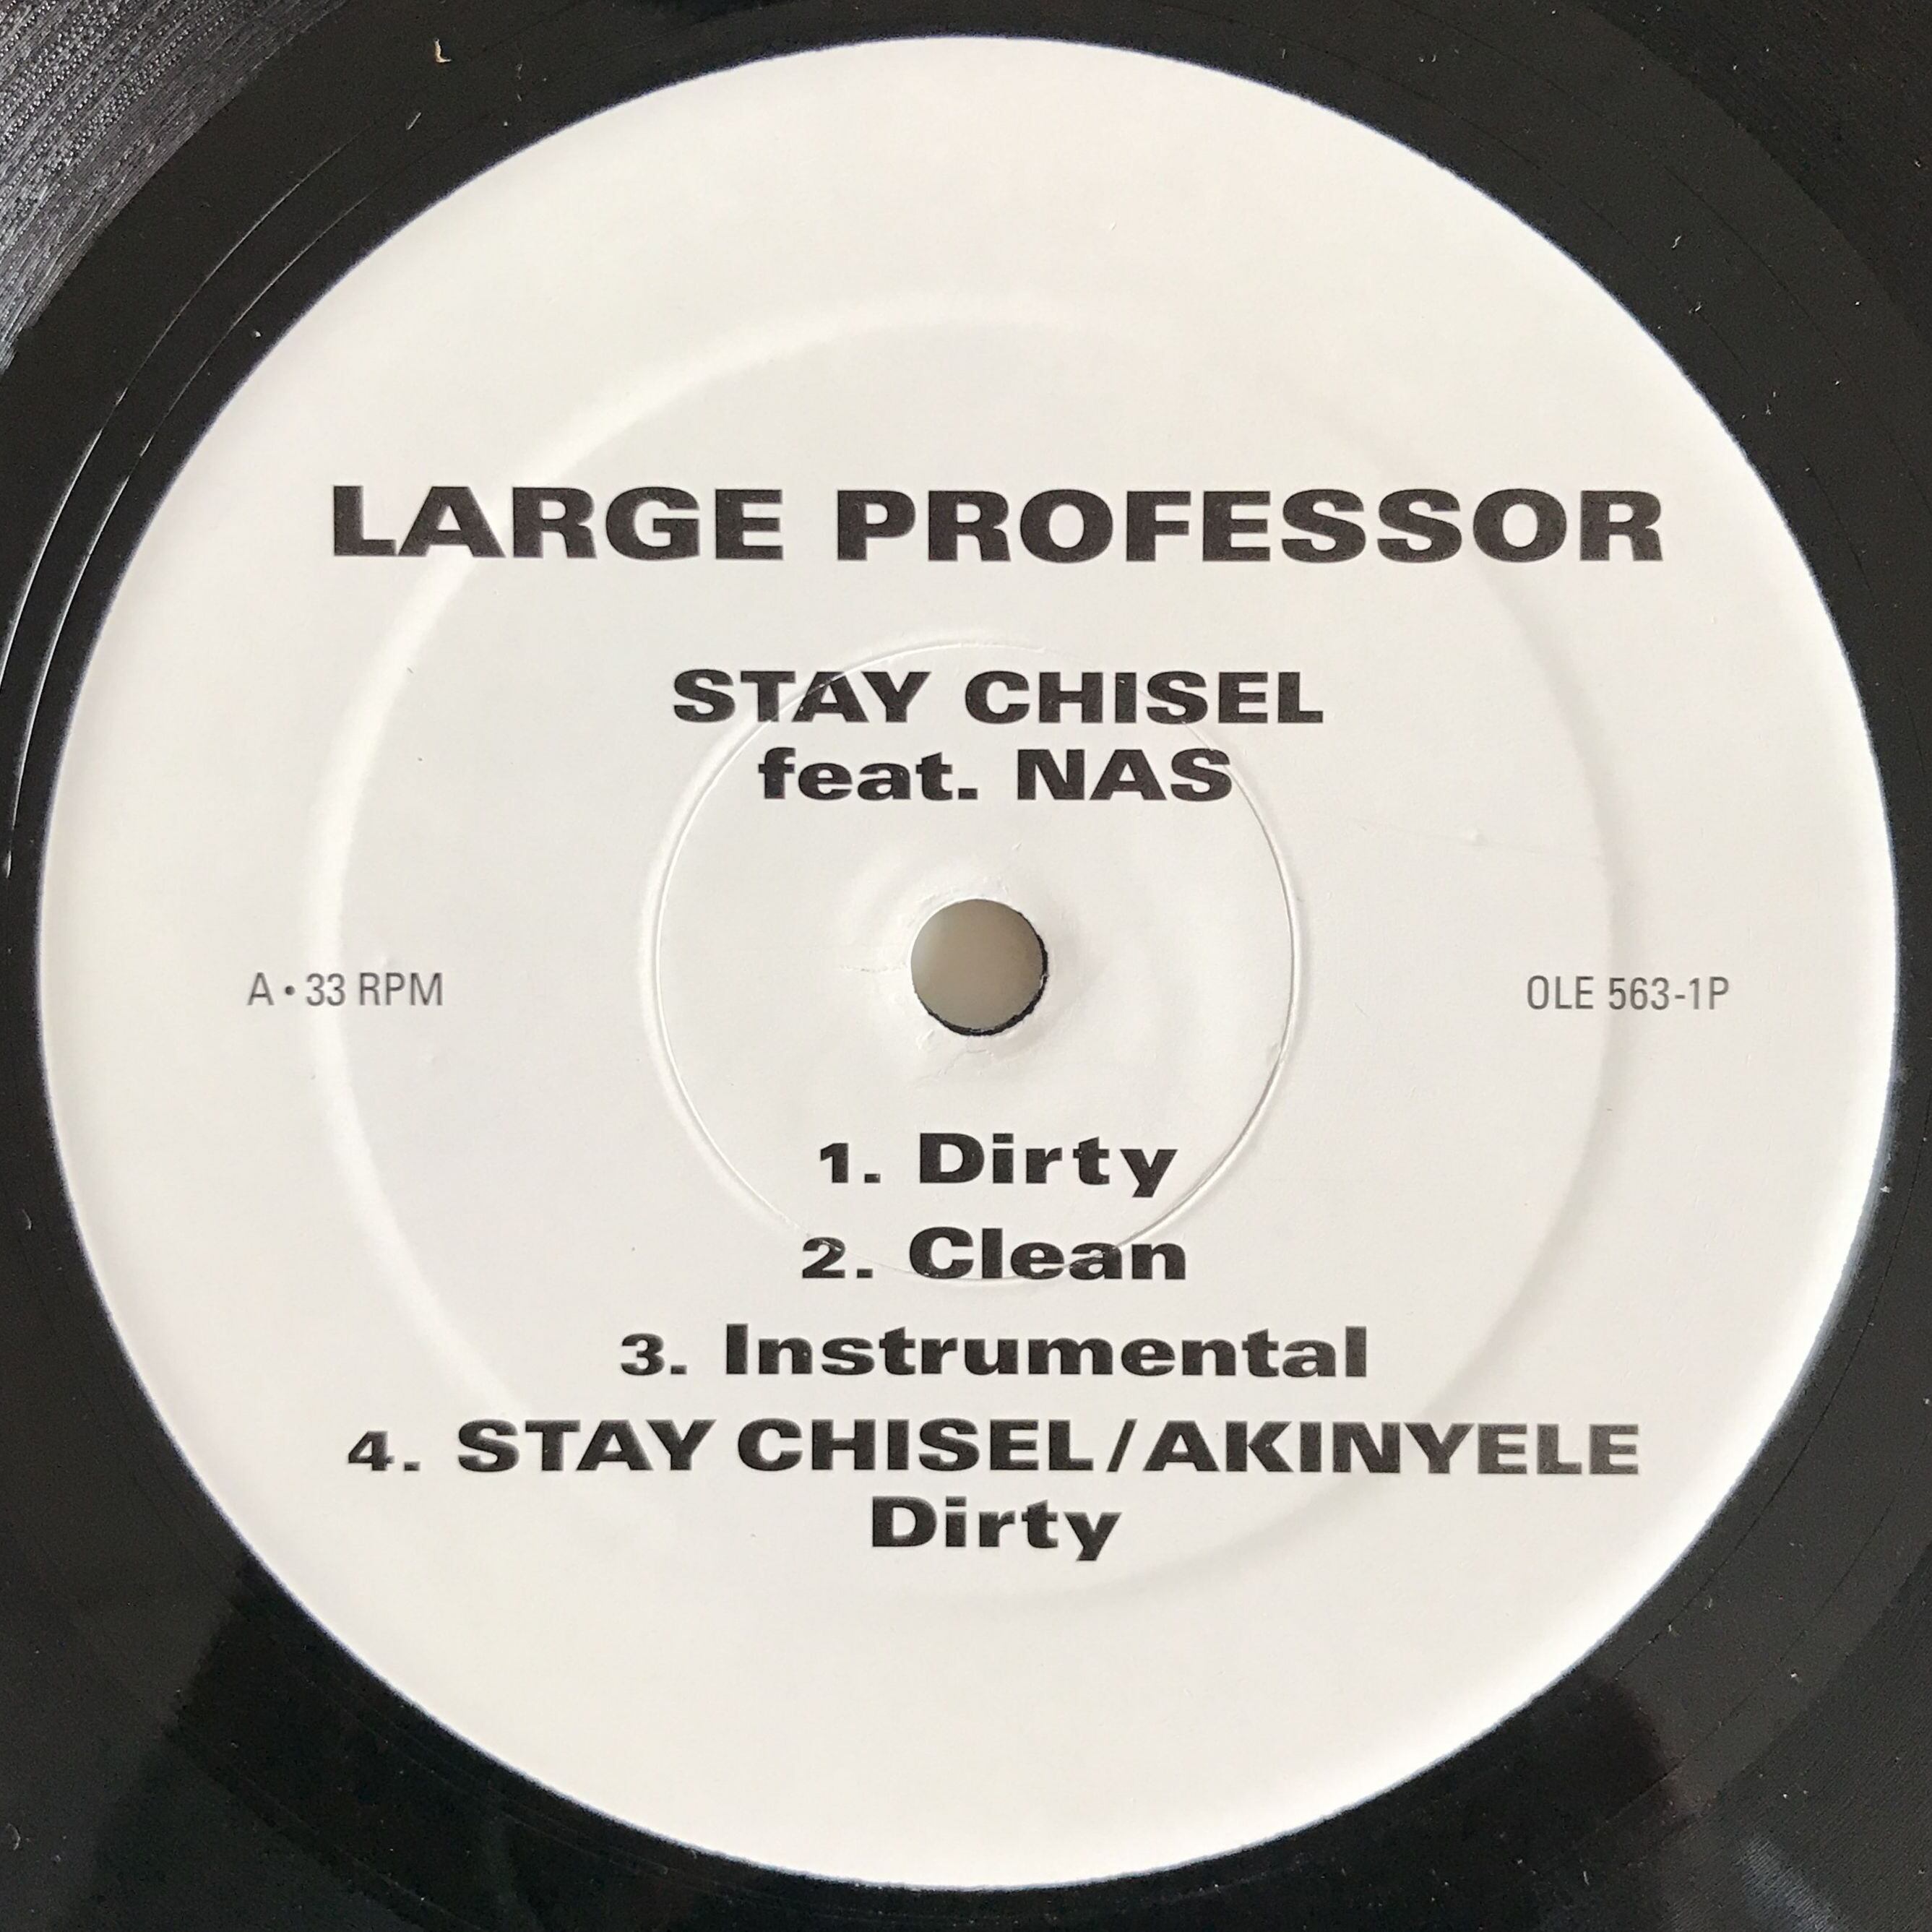 LARGE PROFESSOR
STAY CHISEL
feat. NAS
A • 33 RPM
OLE 563-1P
1. Dirty
2. Clean
3. Instrumental
4. STAY CHISEL/AKINYELE
Dirty